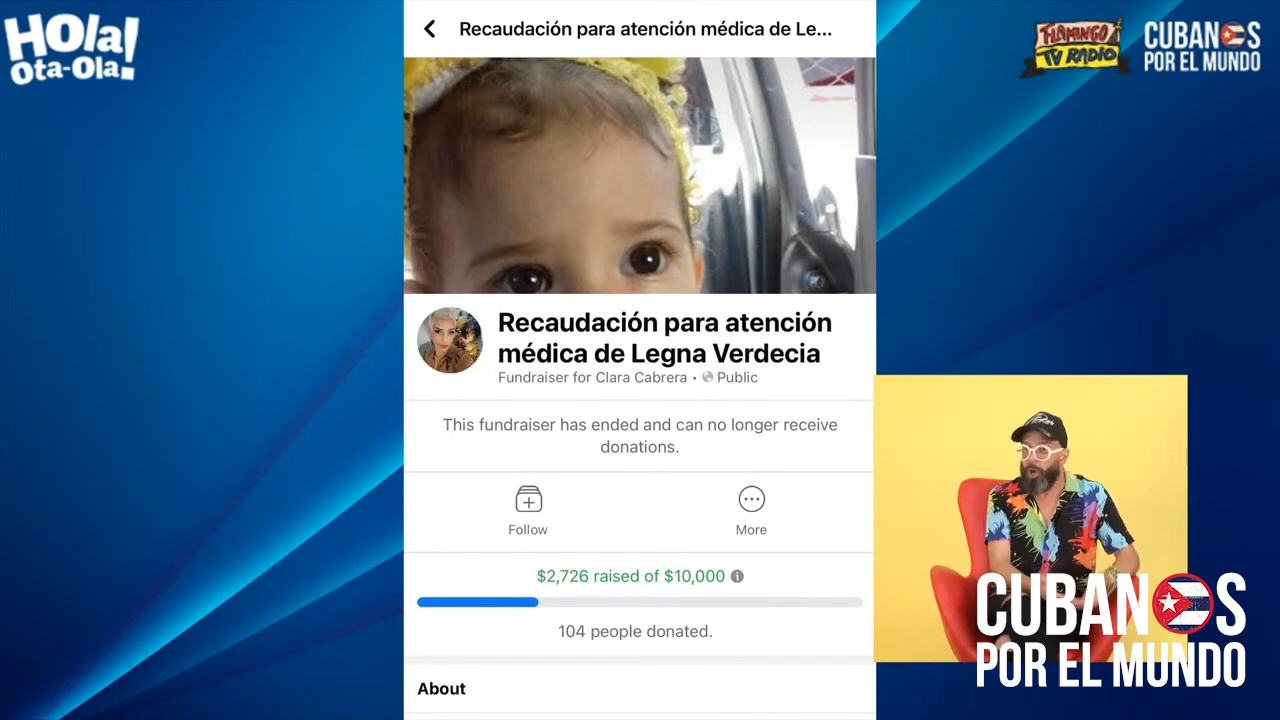 HOla!
Ota-Ola!
Recaudación para atención médica de Le...
FLAMINGO
TV RADIO
CUBANOS
POR EL MUNDO
Recaudación para atención
médica de Legna Verdecia
Fundraiser for Clara Cabrera • Public
This fundraiser has ended and can no longer receive
donations.
Follow
More
$2,726 raised of $10,000
104 people donated.
About
CUBANOS
POR EL MUNDO